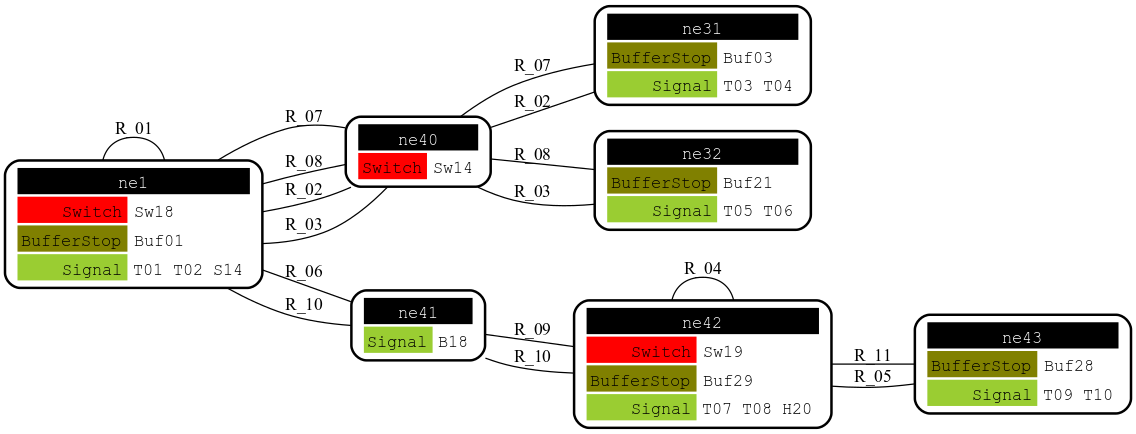 R_01
R_07
R_08
R_02
R_03
R_06
R_10
ne1
Switch Sw18
BufferStop Buf01
Signal T01 T02 S14
ne40
Switch Sw14
R_07
R_02
R_08
R_03
ne31
BufferStop Buf03
Signal T03 T04
ne32
BufferStop Buf21
Signal T05 T06
ne41
Signal B18
R_09
R_10
R_04
ne42
Switch Sw19
BufferStop Buf29
Signal T07 T08 H20
R_11
R_05
ne43
BufferStop Buf28
Signal T09 T10